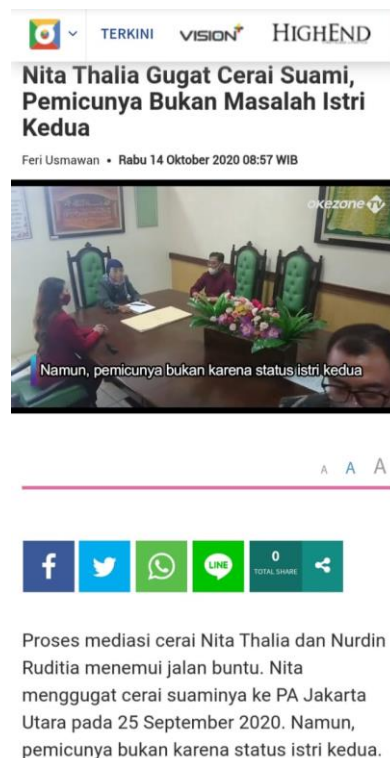 TERKINI VISION+ HIGHEND
Nita Thalia Gugat Cerai Suami,
Pemicunya Bukan Masalah Istri
Kedua
Feri Usmawan • Rabu 14 Oktober 2020 08:57 WIB
okezone tv
Namun, pemicunya bukan karena status istri kedua
A A A
f
LINE
0
TOTAL SHARE
Proses mediasi cerai Nita Thalia dan Nurdin
Ruditia menemui jalan buntu. Nita
menggugat cerai suaminya ke PA Jakarta
Utara pada 25 September 2020. Namun,
pemicunya bukan karena status istri kedua.